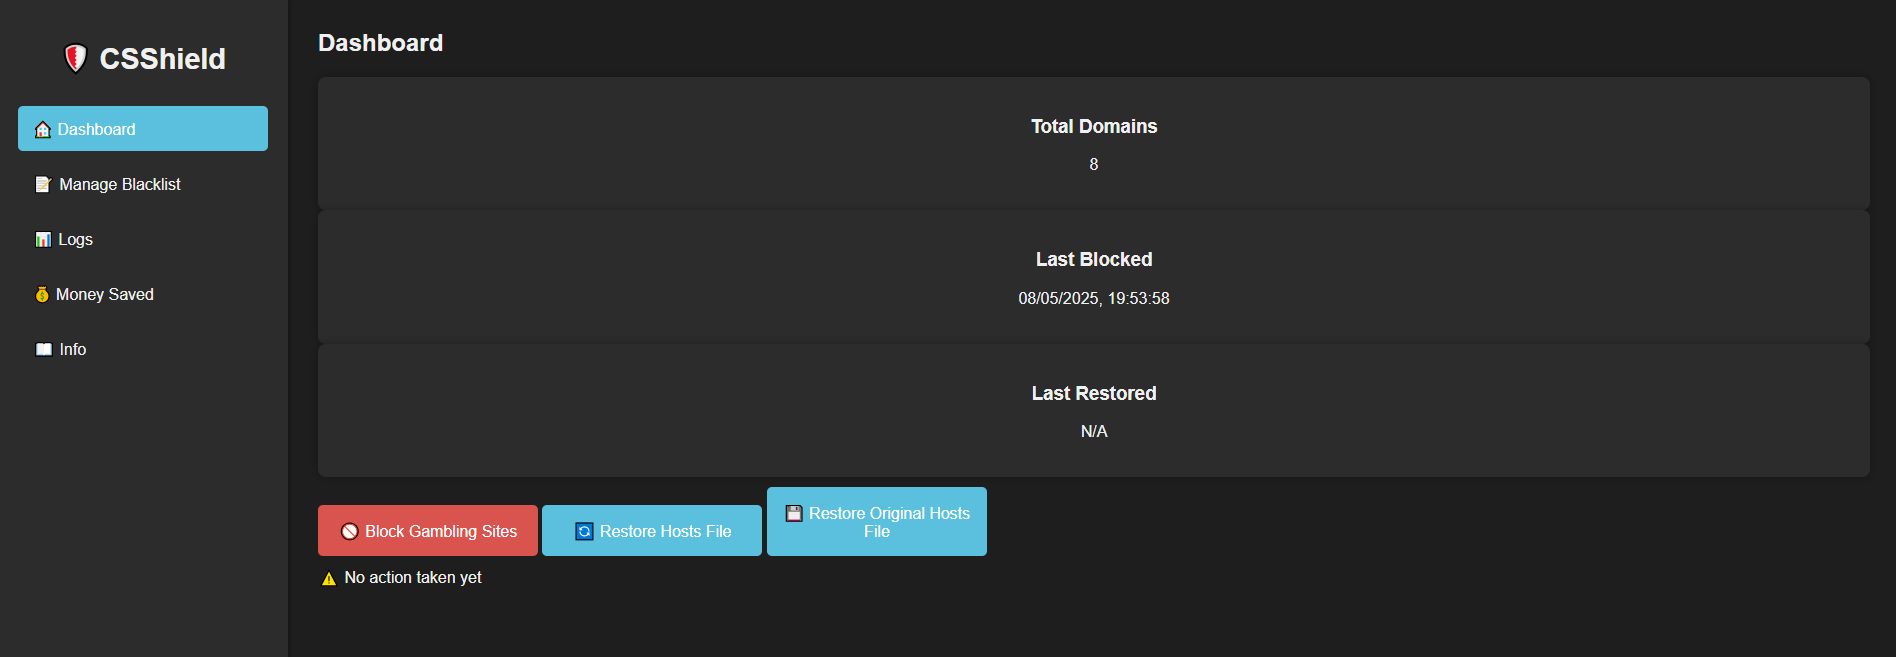 CSShield
Dashboard
Manage Blacklist
Logs
Money Saved
Info
Dashboard
Total Domains
8
Last Blocked
08/05/2025, 19:53:58
Last Restored
N/A
Block Gambling Sites
Restore Hosts File
Restore Original Hosts
File
No action taken yet